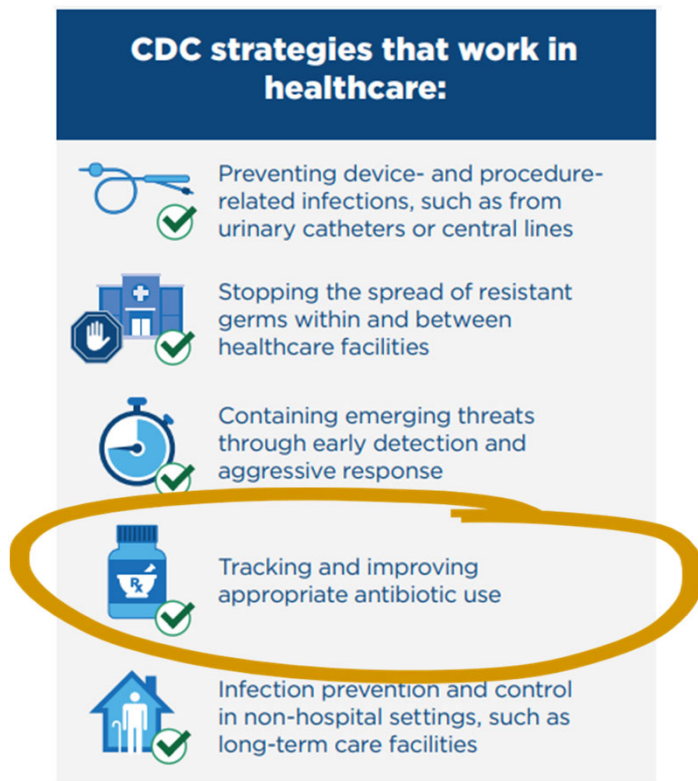 CDC strategies that work in
healthcare:
Preventing device- and procedure-
related infections, such as from
urinary catheters or central lines
Stopping the spread of resistant
germs within and between
healthcare facilities
Containing emerging threats
through early detection and
aggressive response
Rx
Tracking and improving
appropriate antibiotic use
Infection prevention and control
in non-hospital settings, such as
long-term care facilities